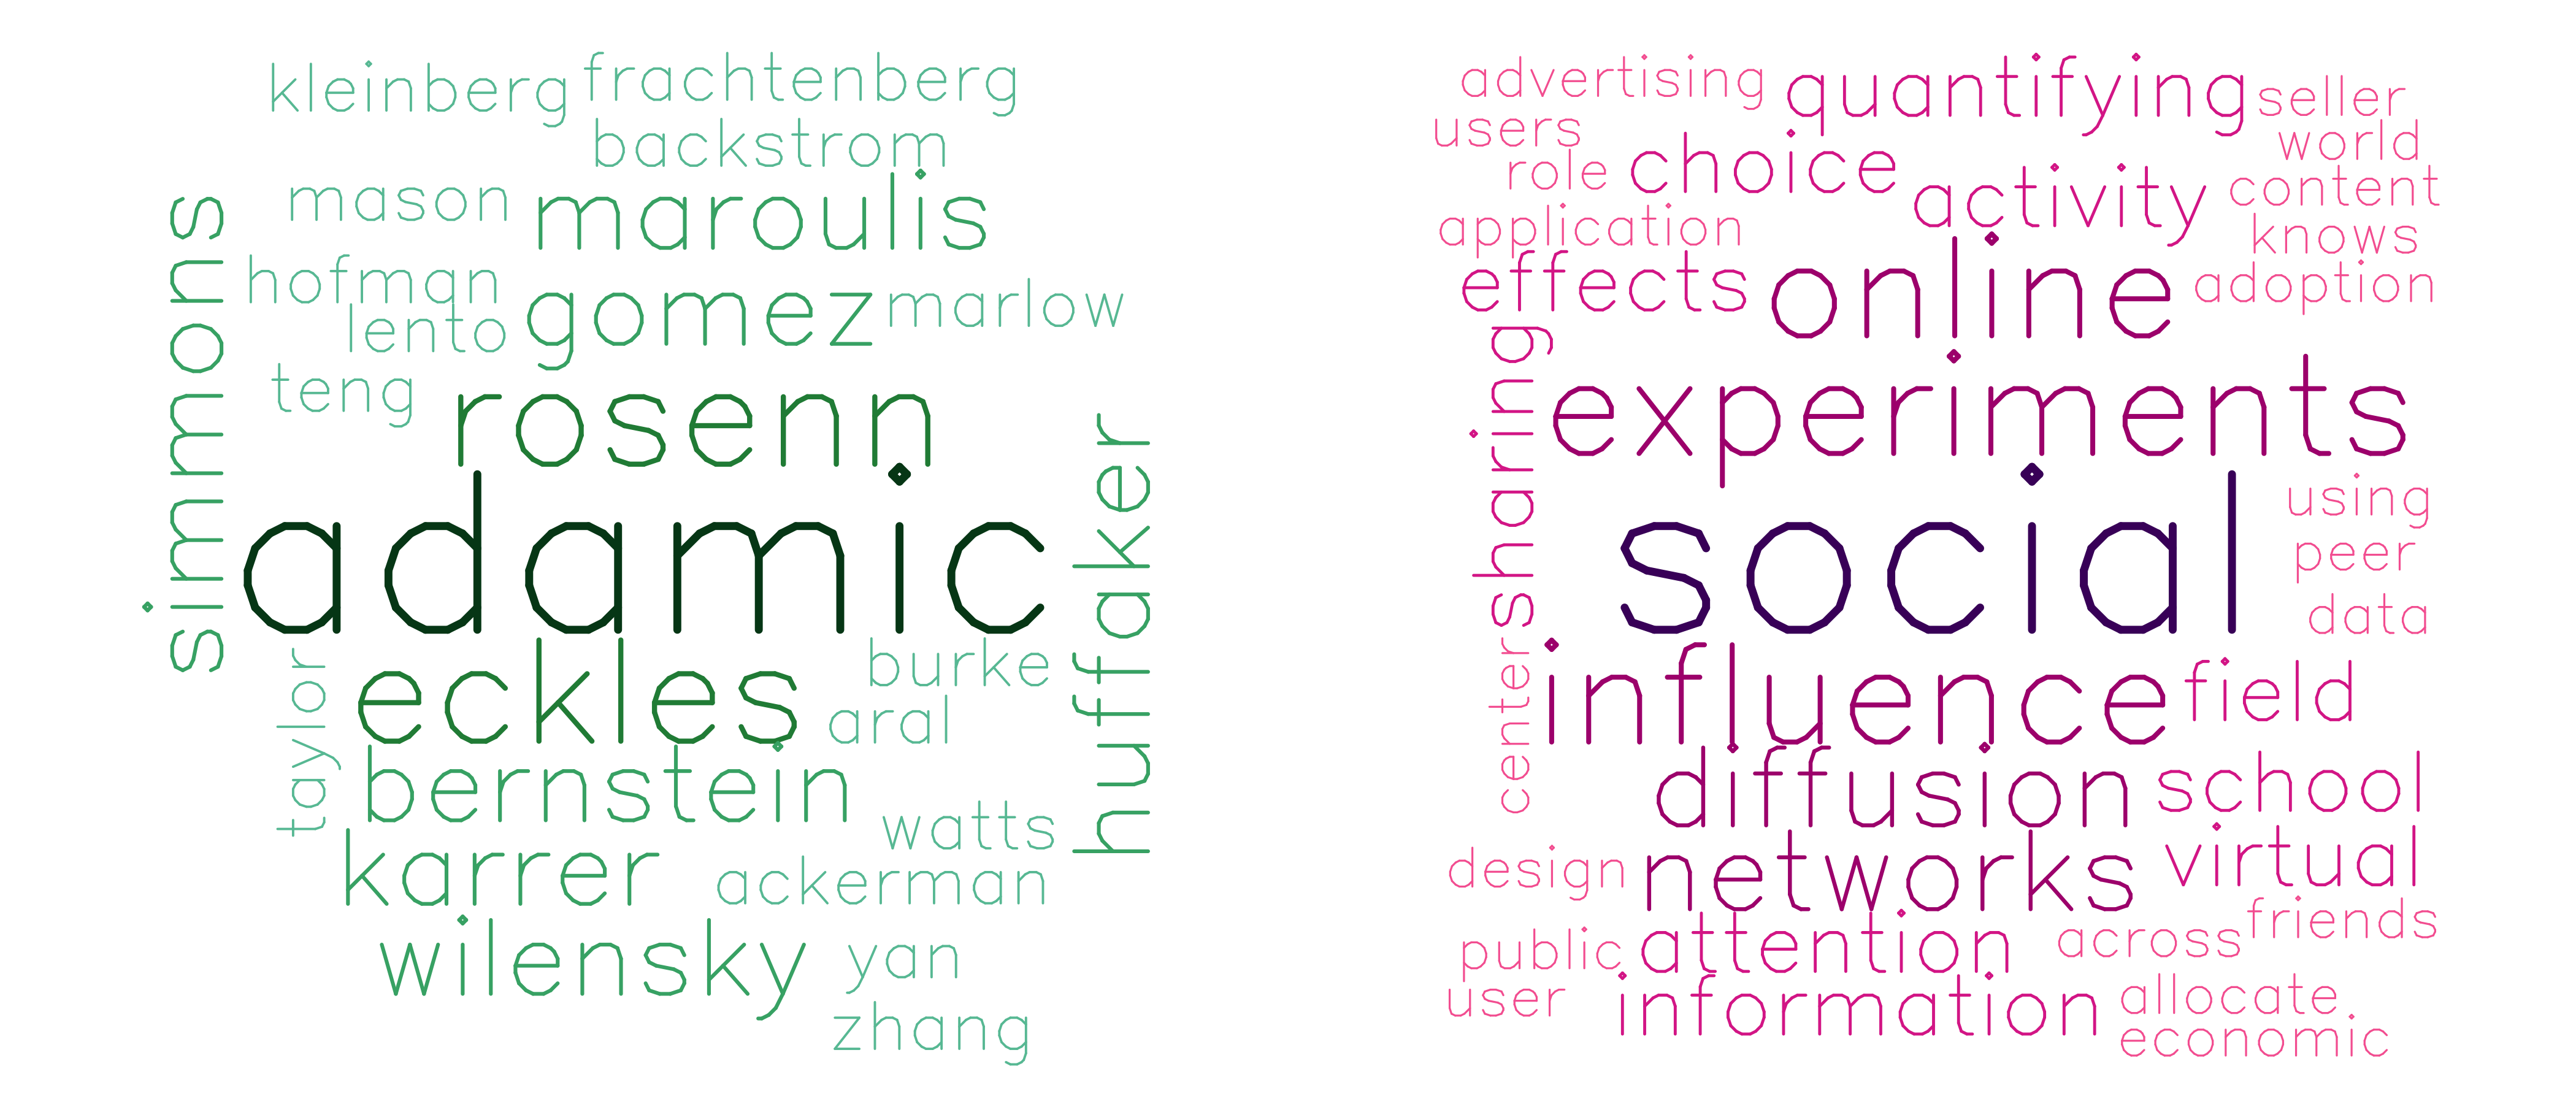 kleinberg frachtenberg
backstrom
mason maroulis
simmons
hofman gomez marlow
lento
teng
rosenn
adamic
huffaker
eckles burke
aral
taylor
bernstein
watts
karrer ackerman
wilensky yan
zhang
advertising quantifying seller
users world
role choice activity content
application knows
effects online adoption
sharing experiments
social using
peer
data
center influence field
diffusion school
design networks virtual
friends
public attention across
user information allocate
economic